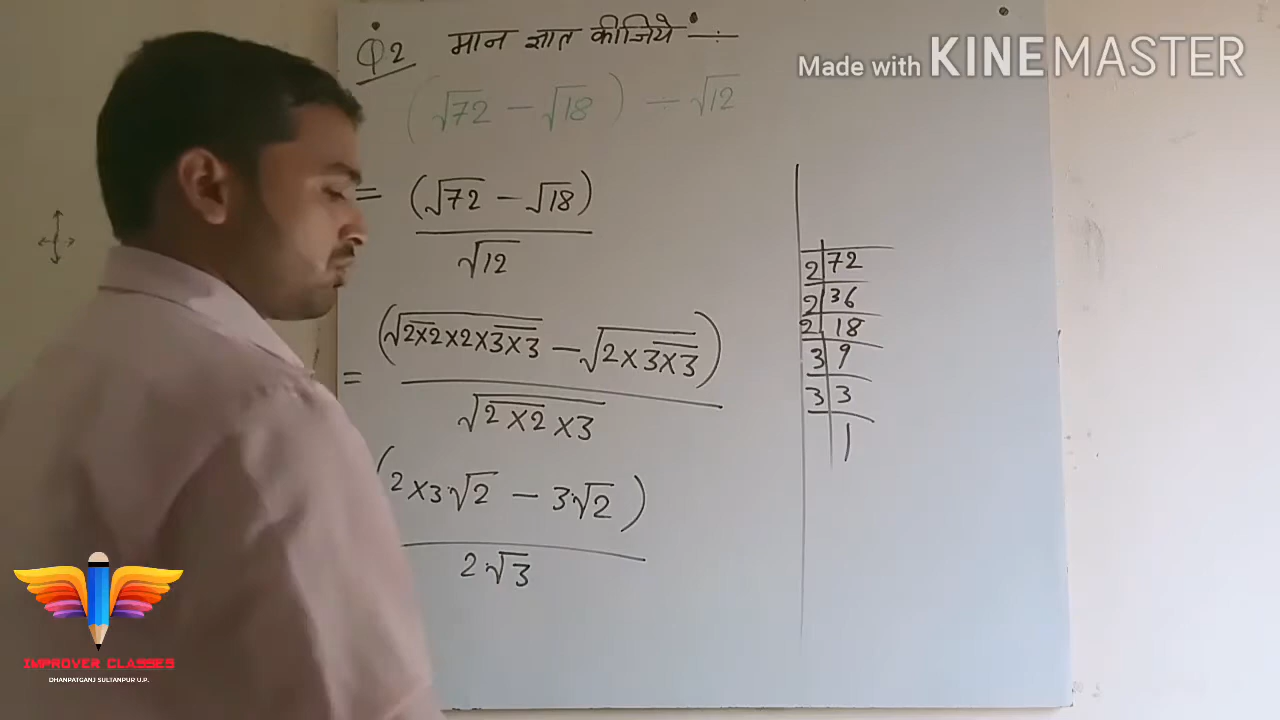 Q2 मान ज्ञात कीजिये ÷
Made with KINEMASTER
(√72 − √18) ÷ √12
= (√72 − √18)
√12
= (√2×2×2×3×3 − √2×3×3)
√2×2×3
(2×3√2 − 3√2)
2√3
2 72
2 36
2 18
3 9
3 3
1
IMPROVER CLASSES
DHANPATGANJ SULTANPUR U.P.